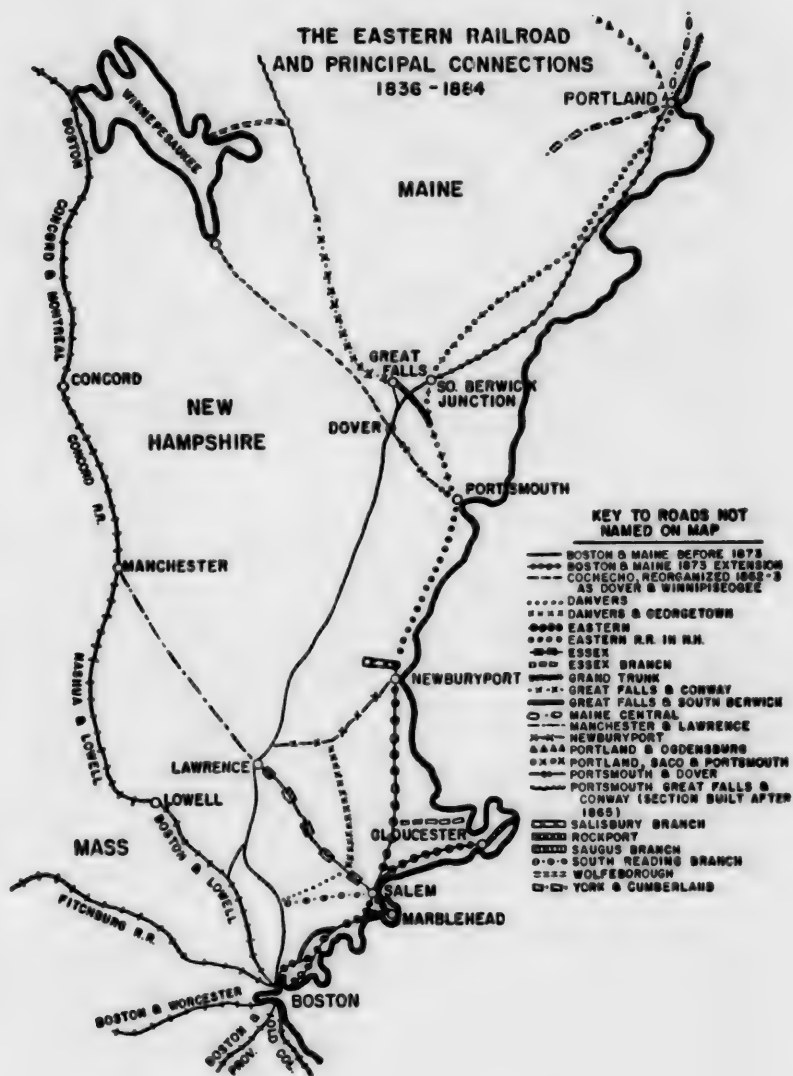 THE EASTERN RAILROAD
AND PRINCIPAL CONNECTIONS
1836 - 1884
PORTLAND
WINNEPESAUKEE
BOSTON
CONCORD & MONTREAL
MAINE
GREAT
FALLS
SO. BERWICK
JUNCTION
CONCORD
NEW
HAMPSHIRE
DOVER
CONCORD R.R.
PORTSMOUTH
MANCHESTER
NASHUA & LOWELL
NEWBURYPORT
LAWRENCE
LOWELL
GLOUCESTER
MASS
BOSTON & LOWELL
SALEM
MARBLEHEAD
FITCHBURG R.R.
BOSTON
BOSTON & WORCESTER
BOSTON &
PROV.
OLD COL.
KEY TO ROADS NOT
NAMED ON MAP
BOSTON & MAINE BEFORE 1873
BOSTON & MAINE 1873 EXTENSION
COCHECHO, REORGANIZED 1862-3
AS DOVER & WINNIPISEOGEE
DANVERS
DANVERS & GEORGETOWN
EASTERN
EASTERN R.R. IN N.H.
ESSEX
ESSEX BRANCH
GRAND TRUNK
GREAT FALLS & CONWAY
GREAT FALLS & SOUTH BERWICK
MAINE CENTRAL
MANCHESTER & LAWRENCE
NEWBURYPORT
PORTLAND & OGDENSBURG
PORTLAND, SACO & PORTSMOUTH
PORTSMOUTH & DOVER
PORTSMOUTH GREAT FALLS &
CONWAY (SECTION BUILT AFTER
1865)
SALISBURY BRANCH
ROCKPORT
SAUGUS BRANCH
SOUTH READING BRANCH
WOLFEBOROUGH
YORK & CUMBERLAND